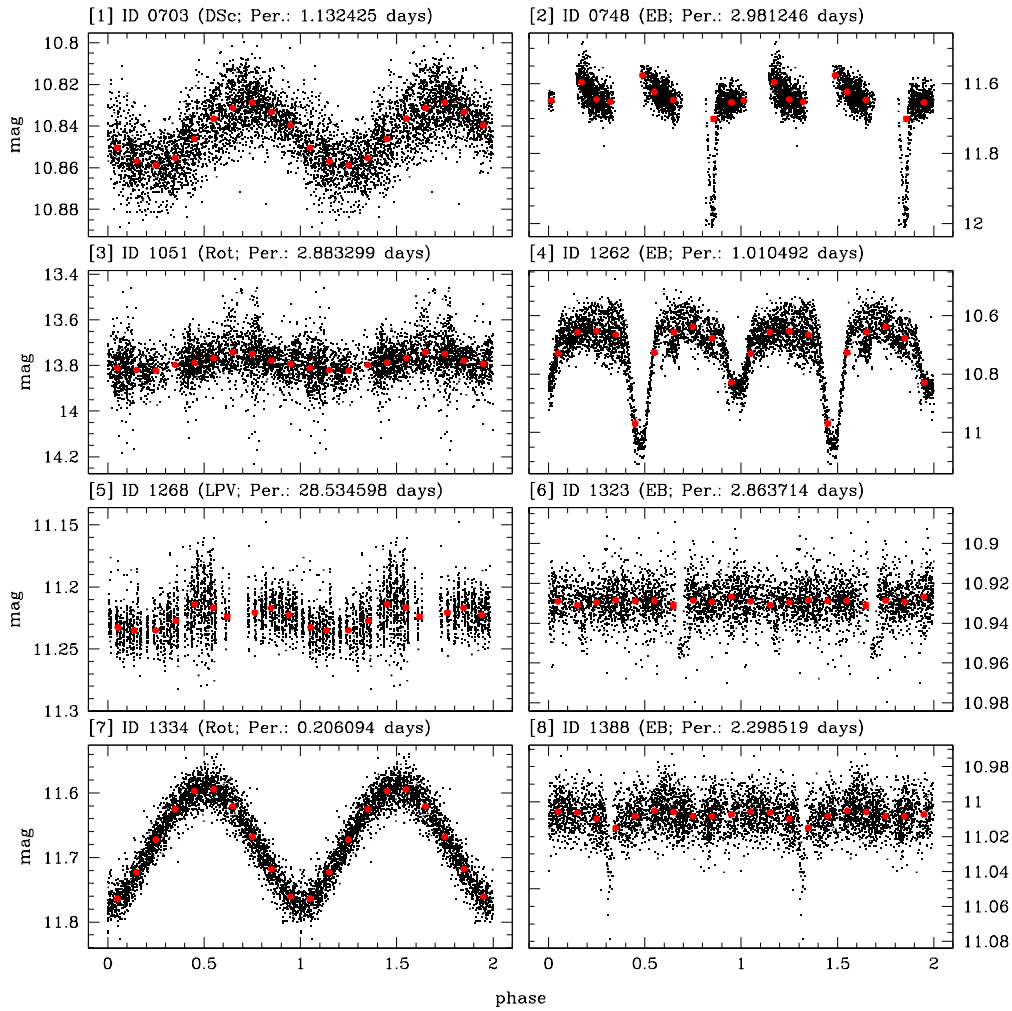 [1] ID 0703 (DSc; Per.: 1.132425 days)
[2] ID 0748 (EB; Per.: 2.981246 days)
10.8
10.82
10.84
10.86
10.88
mag
11.6
11.8
12
[3] ID 1051 (Rot; Per.: 2.883299 days)
[4] ID 1262 (EB; Per.: 1.010492 days)
13.4
13.6
13.8
14
14.2
mag
10.6
10.8
11
[5] ID 1268 (LPV; Per.: 28.534598 days)
[6] ID 1323 (EB; Per.: 2.863714 days)
11.15
11.2
11.25
11.3
mag
10.9
10.92
10.94
10.96
10.98
[7] ID 1334 (Rot; Per.: 0.206094 days)
[8] ID 1388 (EB; Per.: 2.298519 days)
11.6
11.7
11.8
mag
10.98
11
11.02
11.04
11.06
11.08
0 0.5 1 1.5 2
0 0.5 1 1.5 2
phase